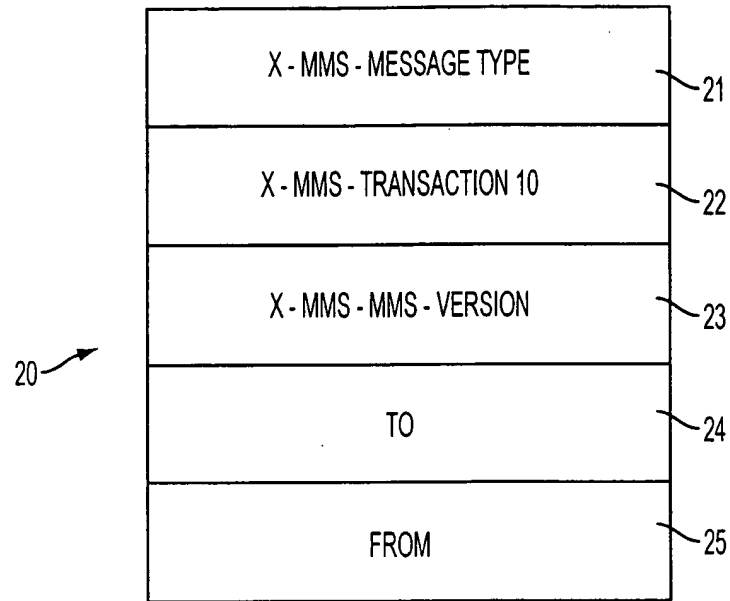 X - MMS - MESSAGE TYPE
21
X - MMS - TRANSACTION 10
22
X - MMS - MMS - VERSION
23
20
TO
24
FROM
25